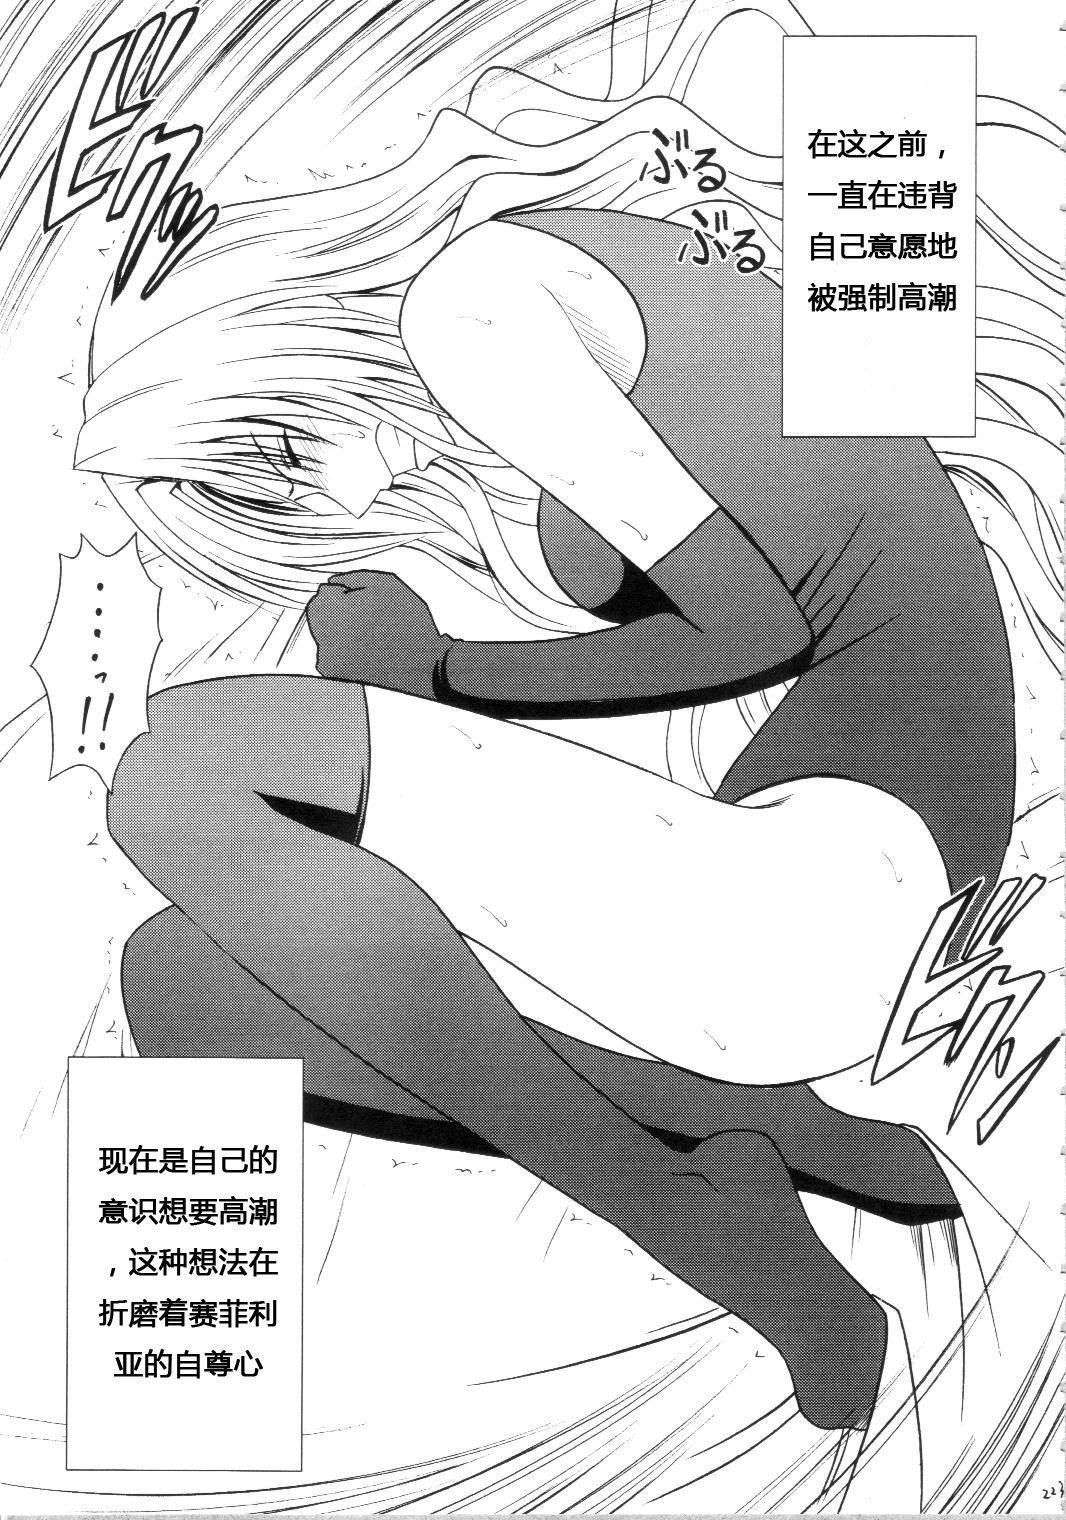 ビクッ
ぶる
ぶる
在这之前，
一直在违背
自己意愿地
被强制高潮
・・・・・っ!!
ビクッ
现在是自己的
意识想要高潮
，这种想法在
折磨着赛菲利
亚的自尊心
223